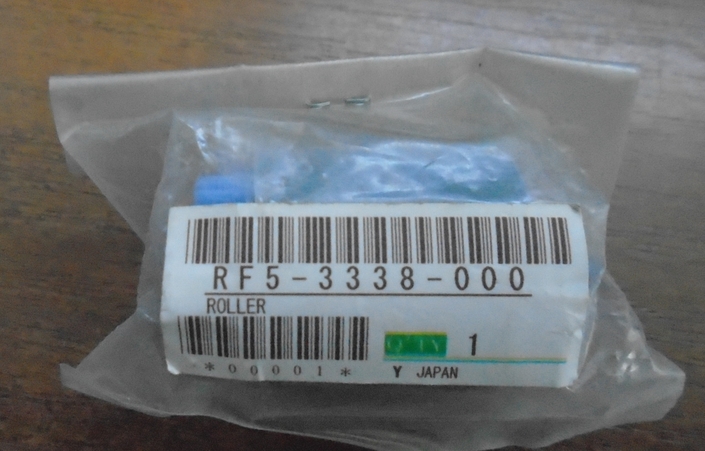 RF5-3338-000
ROLLER
Q'TY 1
*00001*
Y JAPAN